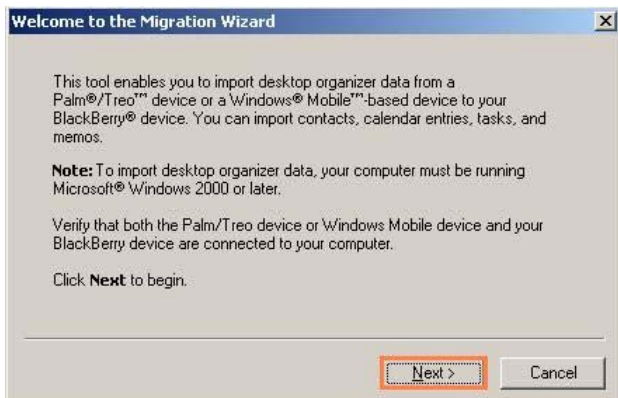 Welcome to the Migration Wizard
This tool enables you to import desktop organizer data from a
Palm®/Treo™ device or a Windows® Mobile™-based device to your
BlackBerry® device. You can import contacts, calendar entries, tasks, and
memos.
Note: To import desktop organizer data, your computer must be running
Microsoft® Windows 2000 or later.
Verify that both the Palm/Treo device or Windows Mobile device and your
BlackBerry device are connected to your computer.
Click Next to begin.
Next > Cancel